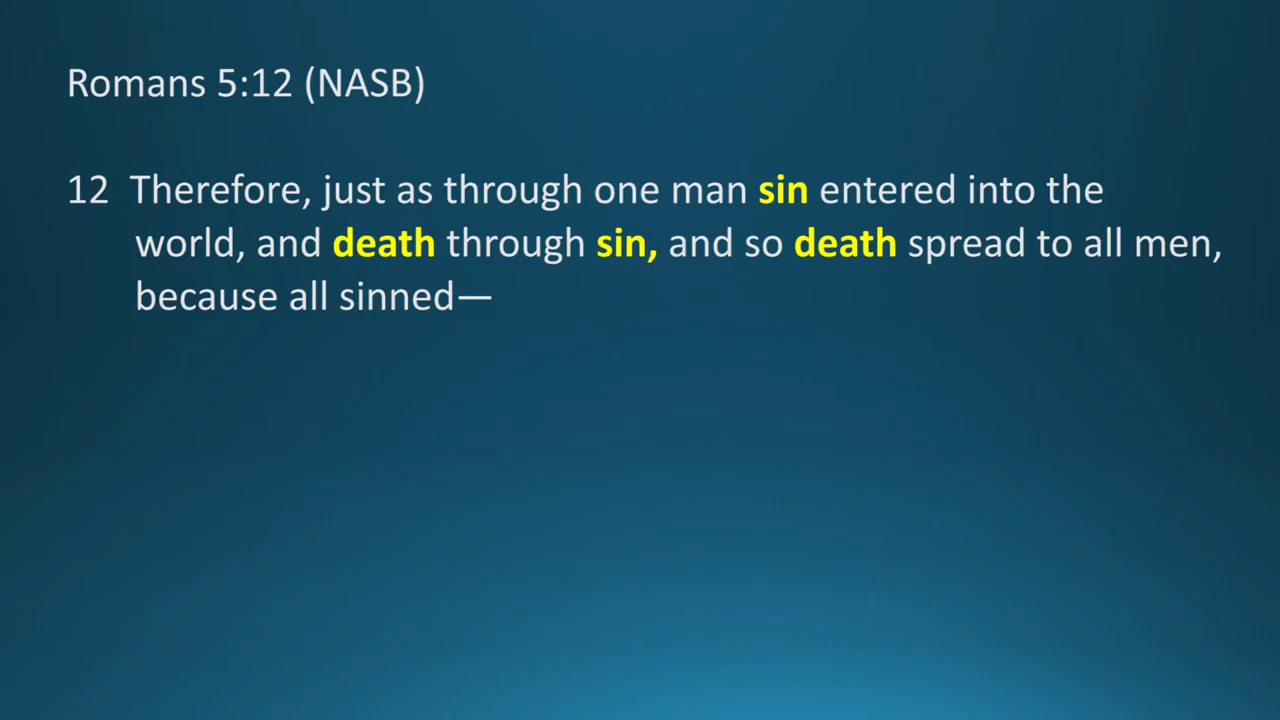 Romans 5:12 (NASB)
12 Therefore, just as through one man sin entered into the
world, and death through sin, and so death spread to all men,
because all sinned—